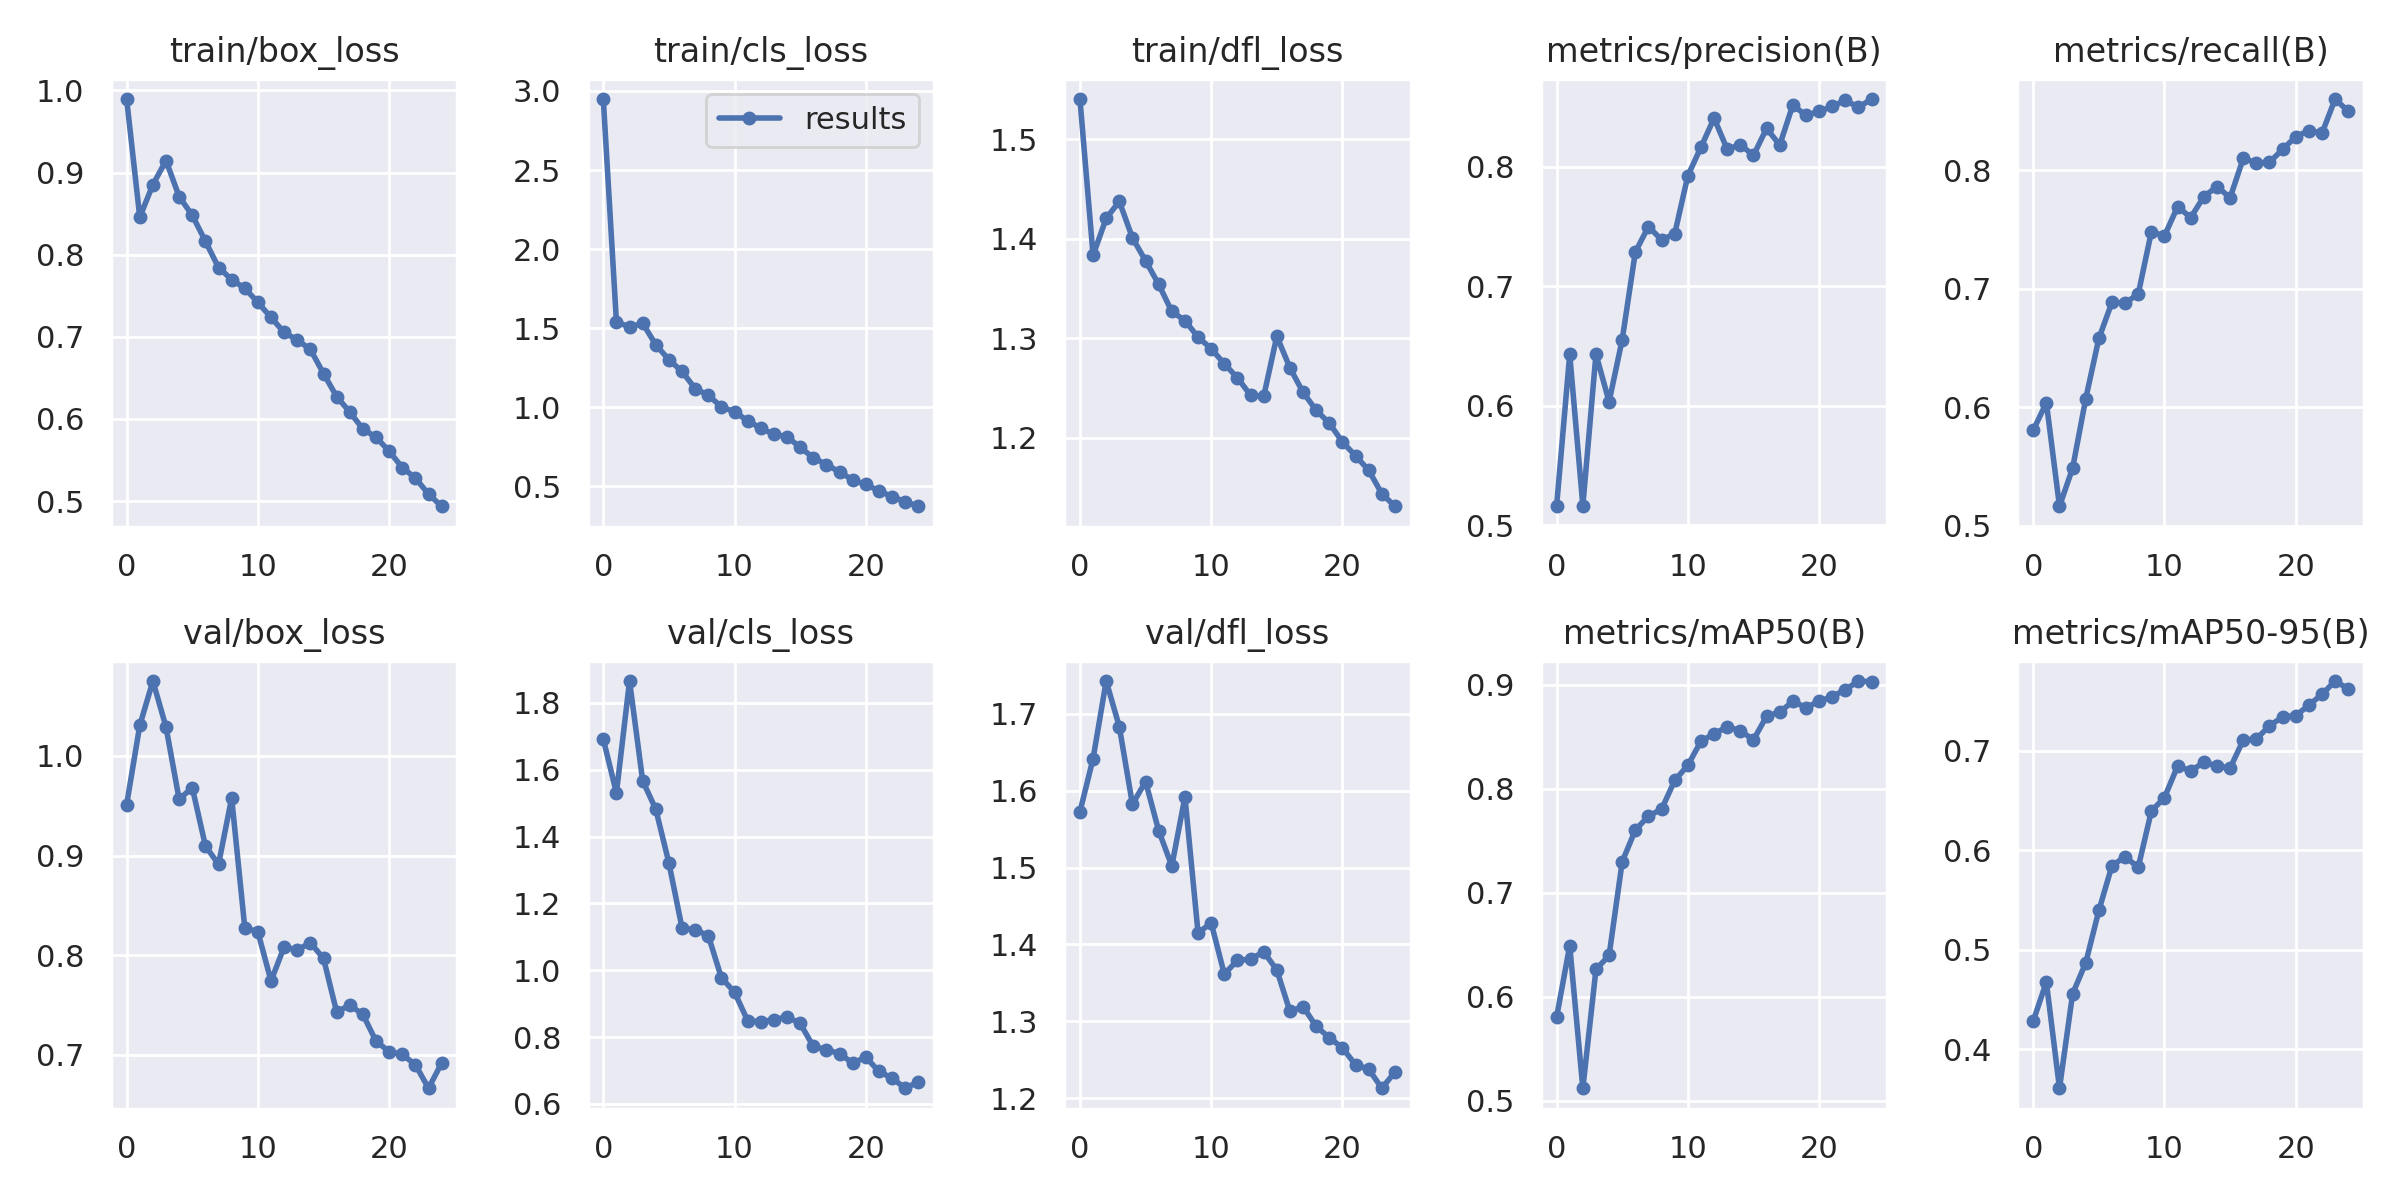 train/box_loss
train/cls_loss
train/dfl_loss
metrics/precision(B)
metrics/recall(B)
1.0
0.9
0.8
0.7
0.6
0.5
0 10 20
3.0
2.5
2.0
1.5
1.0
0.5
0 10 20
results
1.5
1.4
1.3
1.2
0 10 20
0.8
0.7
0.6
0.5
0 10 20
0.8
0.7
0.6
0.5
0 10 20
val/box_loss
val/cls_loss
val/dfl_loss
metrics/mAP50(B)
metrics/mAP50-95(B)
1.0
0.9
0.8
0.7
0 10 20
1.8
1.6
1.4
1.2
1.0
0.8
0.6
0 10 20
1.7
1.6
1.5
1.4
1.3
1.2
0 10 20
0.9
0.8
0.7
0.6
0.5
0 10 20
0.7
0.6
0.5
0.4
0 10 20